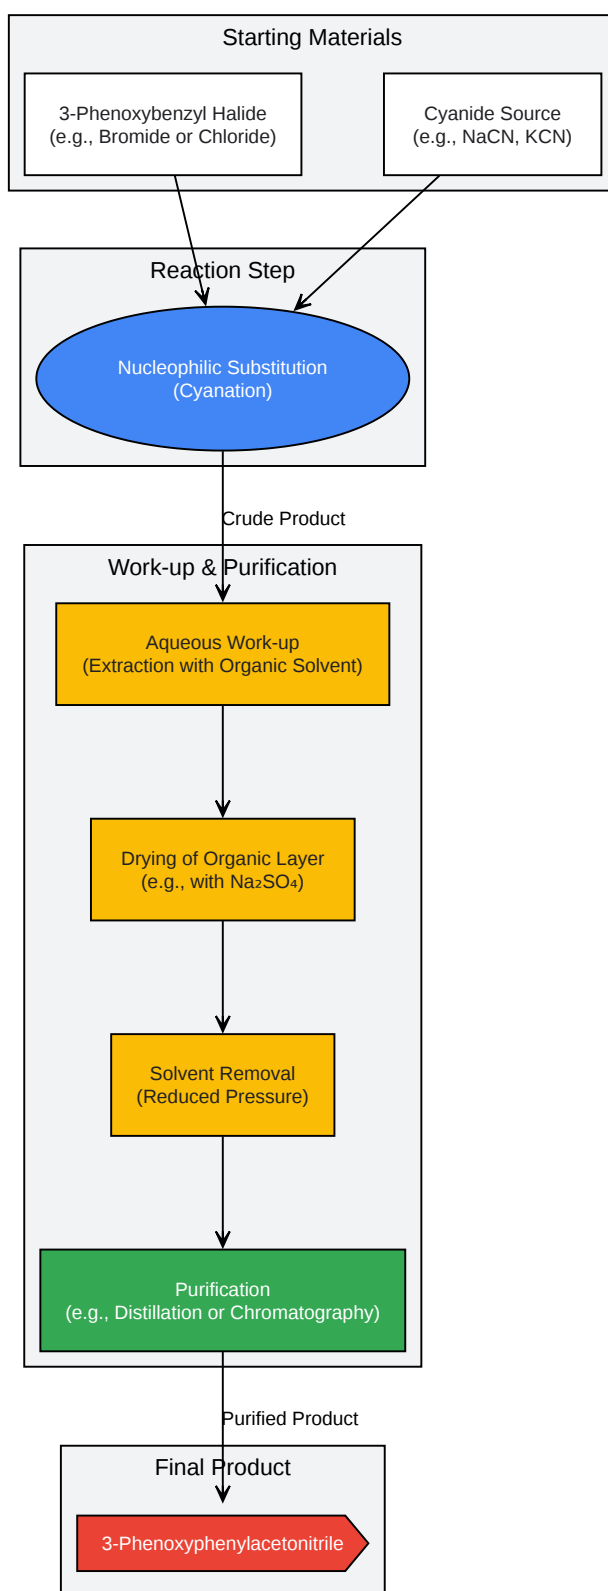 Starting Materials
3-Phenoxybenzyl Halide
(e.g., Bromide or Chloride)
Cyanide Source
(e.g., NaCN, KCN)
Reaction Step
Nucleophilic Substitution
(Cyanation)
Crude Product
Work-up & Purification
Aqueous Work-up
(Extraction with Organic Solvent)
Drying of Organic Layer
(e.g., with Na₂SO₄)
Solvent Removal
(Reduced Pressure)
Purification
(e.g., Distillation or Chromatography)
Purified Product
Final Product
3-Phenoxyphenylacetonitrile